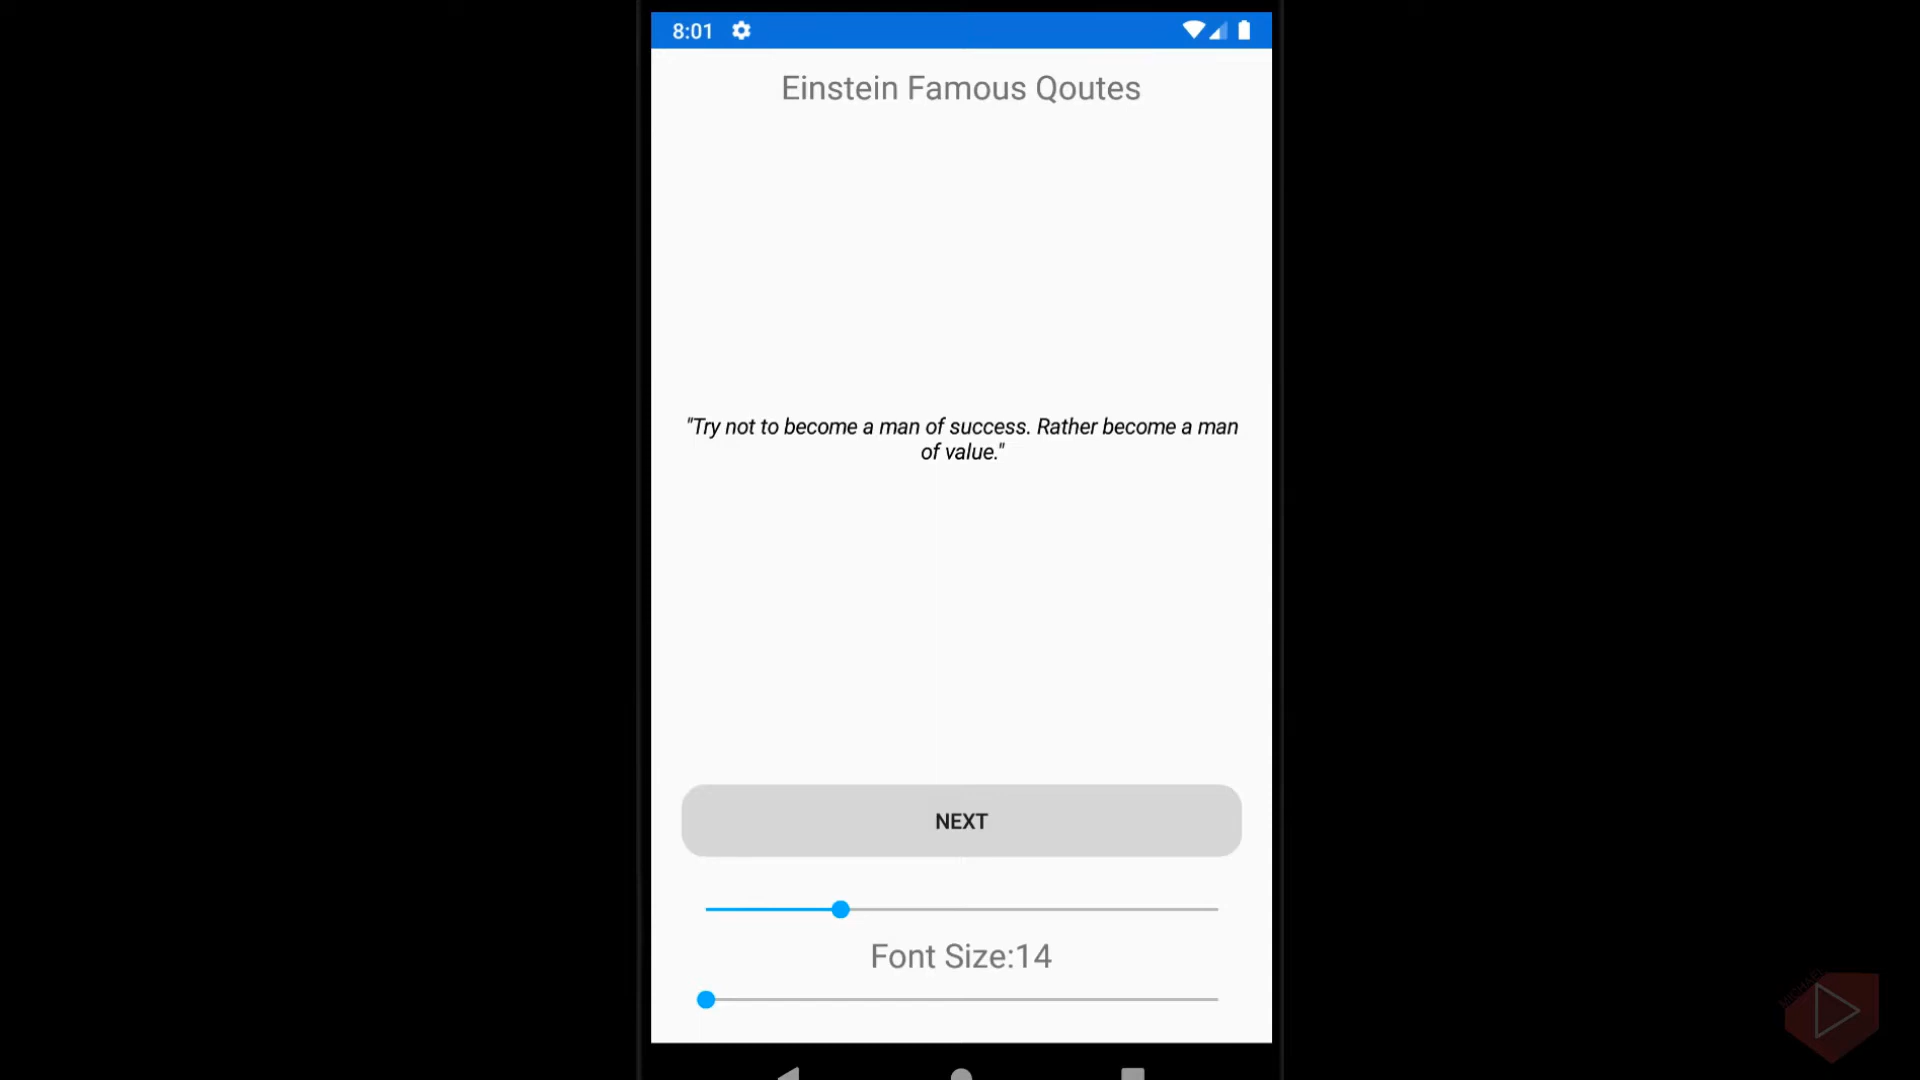 8:01
Einstein Famous Qoutes
"Try not to become a man of success. Rather become a man
of value."
NEXT
Font Size:14